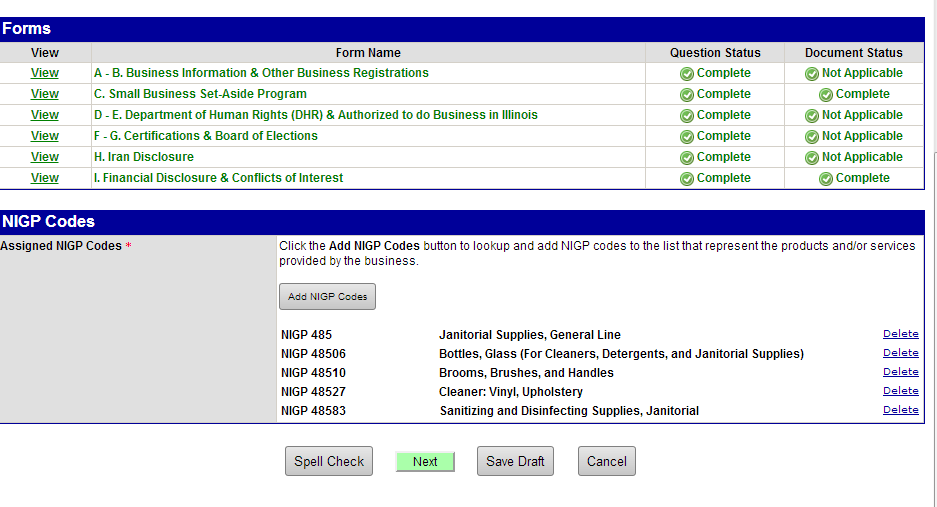 Forms
View Form Name Question Status Document Status
View A - B. Business Information & Other Business Registrations Complete Not Applicable
View C. Small Business Set-Aside Program Complete Complete
View D - E. Department of Human Rights (DHR) & Authorized to do Business in Illinois Complete Not Applicable
View F - G. Certifications & Board of Elections Complete Not Applicable
View H. Iran Disclosure Complete Not Applicable
View I. Financial Disclosure & Conflicts of Interest Complete Complete
NIGP Codes
Assigned NIGP Codes * Click the Add NIGP Codes button to lookup and add NIGP codes to the list that represent the products and/or services
provided by the business.
Add NIGP Codes
NIGP 485 Janitorial Supplies, General Line Delete
NIGP 48506 Bottles, Glass (For Cleaners, Detergents, and Janitorial Supplies) Delete
NIGP 48510 Brooms, Brushes, and Handles Delete
NIGP 48527 Cleaner: Vinyl, Upholstery Delete
NIGP 48583 Sanitizing and Disinfecting Supplies, Janitorial Delete
Spell Check Next Save Draft Cancel